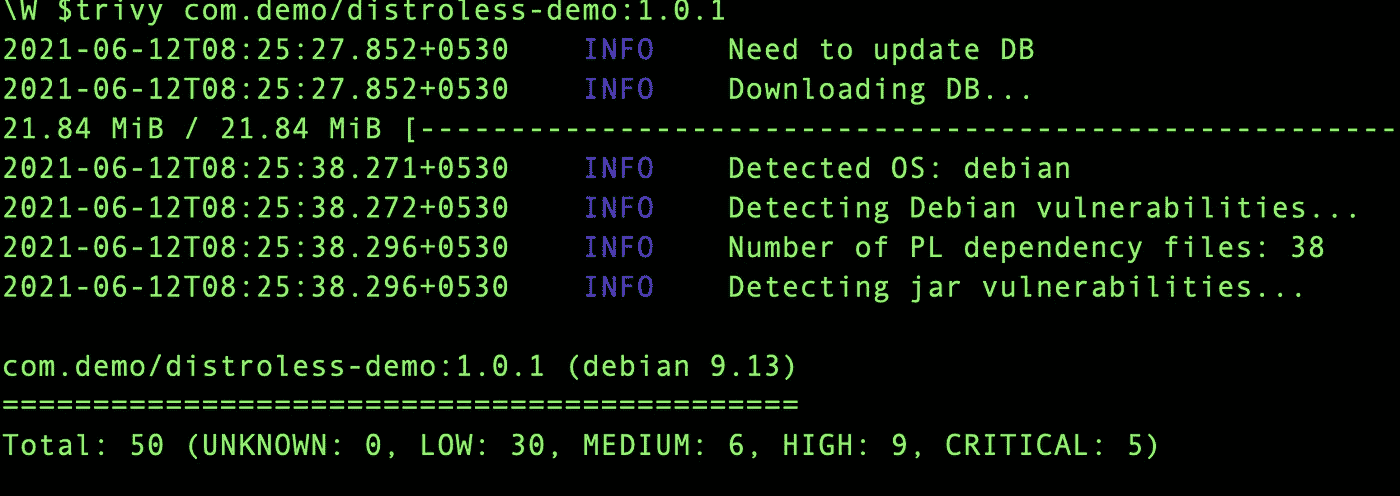 \W $trivy com.demo/distroless-demo:1.0.1
2021-06-12T08:25:27.852+0530 INFO Need to update DB
2021-06-12T08:25:27.852+0530 INFO Downloading DB...
21.84 MiB / 21.84 MiB [------------------------------------------------------
2021-06-12T08:25:38.271+0530 INFO Detected OS: debian
2021-06-12T08:25:38.272+0530 INFO Detecting Debian vulnerabilities...
2021-06-12T08:25:38.296+0530 INFO Number of PL dependency files: 38
2021-06-12T08:25:38.296+0530 INFO Detecting jar vulnerabilities...
com.demo/distroless-demo:1.0.1 (debian 9.13)
============================================
Total: 50 (UNKNOWN: 0, LOW: 30, MEDIUM: 6, HIGH: 9, CRITICAL: 5)